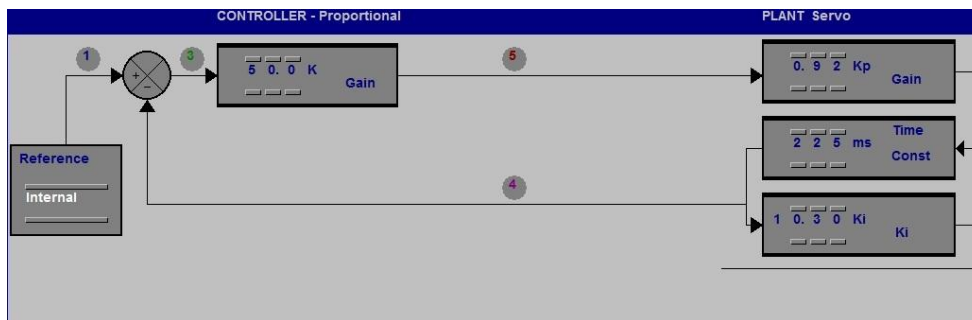 CONTROLLER - Proportional
PLANT Servo
1
3
5
+
-
5 0. 0 K
Gain
0. 9 2 Kp
Gain
Reference
Internal
Time
2 2 5 ms
Const
4
1 0. 3 0 Ki
Ki